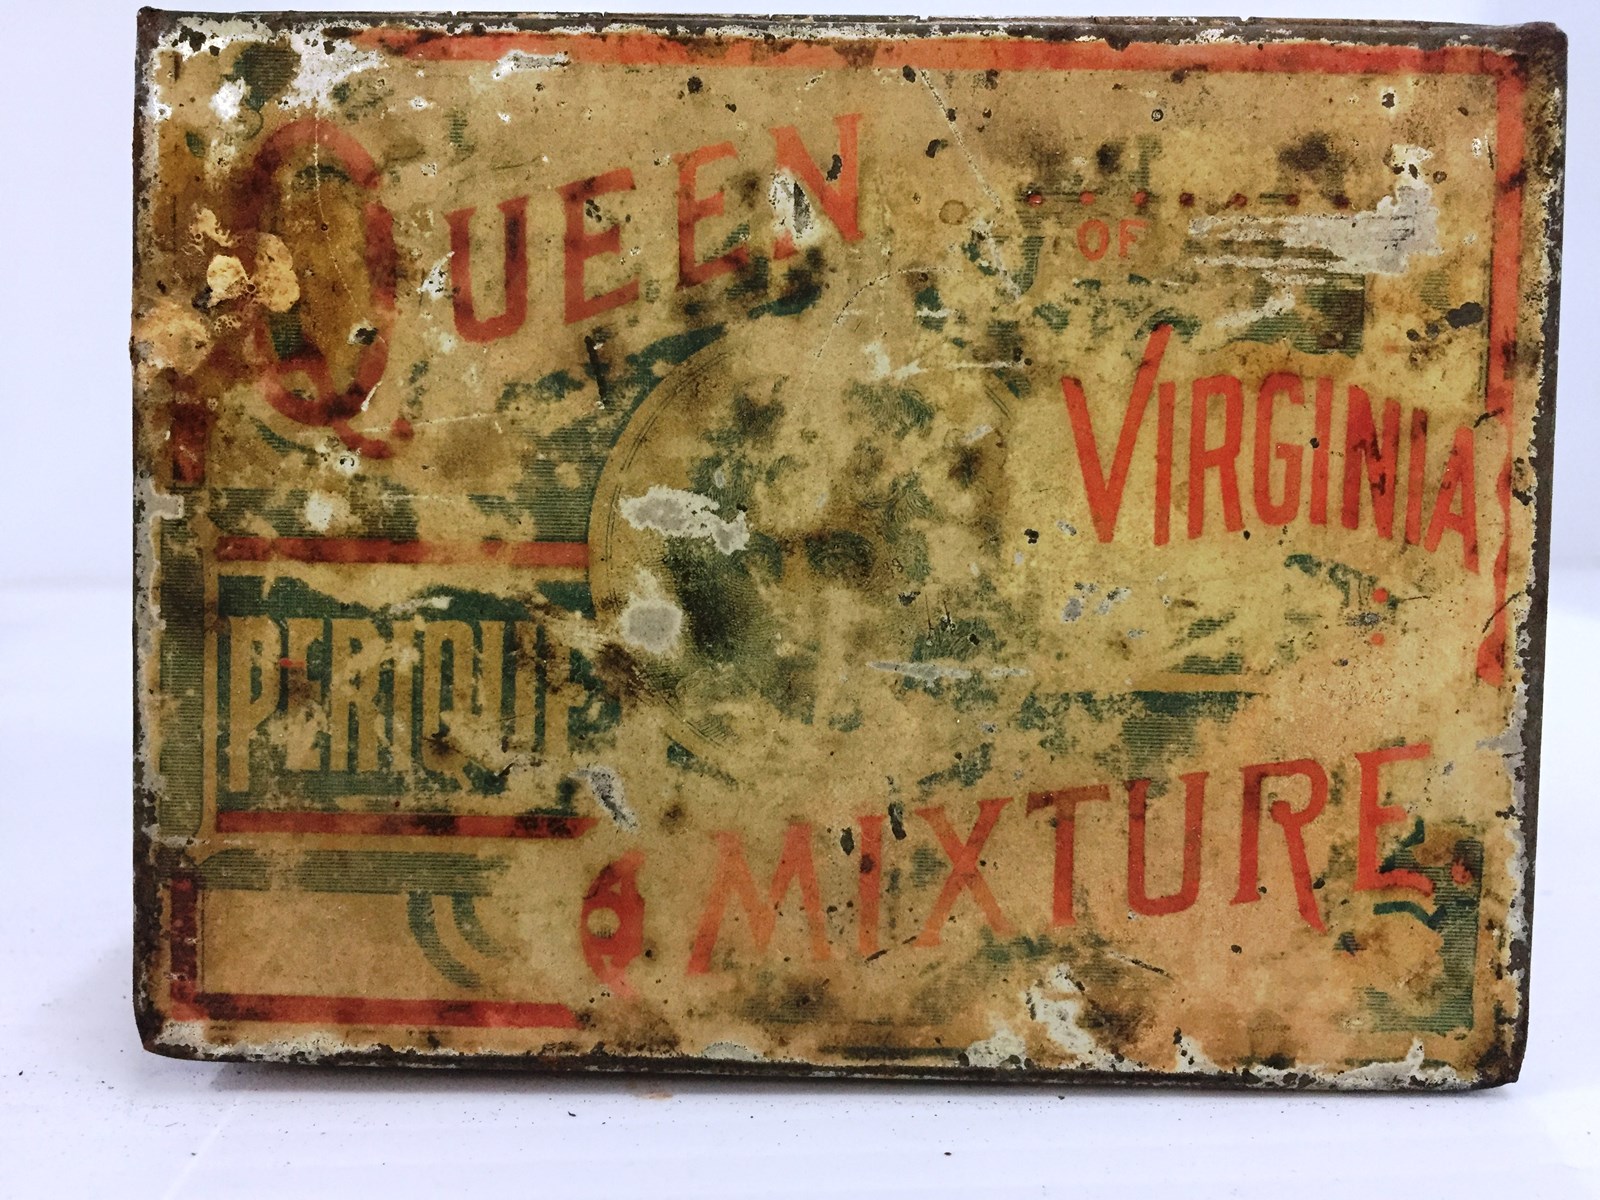 QUEEN
OF
VIRGINIA
PERIQUE
MIXTURE.